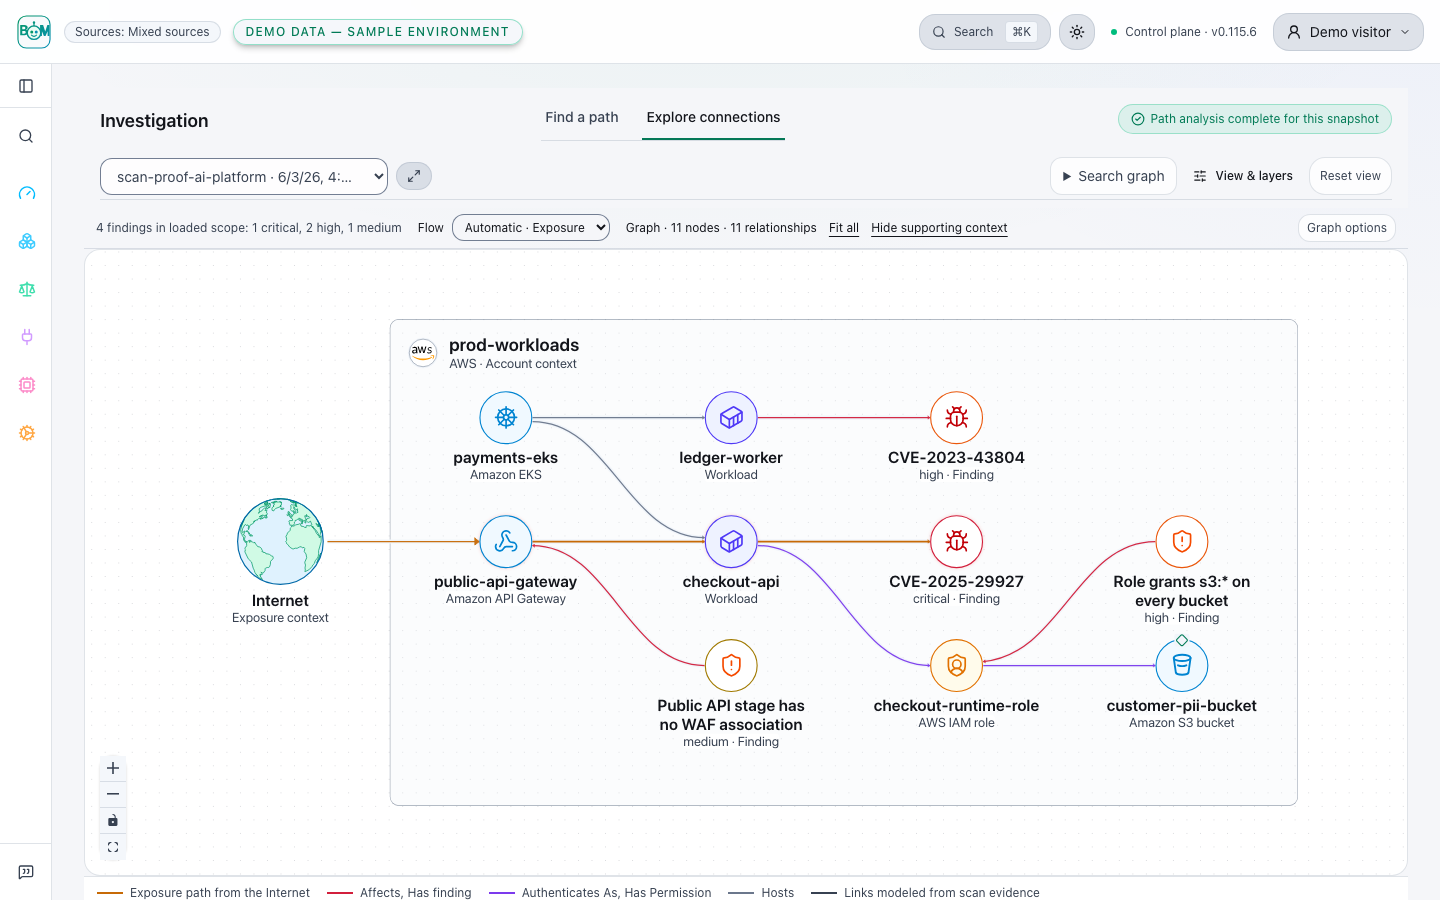 BOM
Sources: Mixed sources
DEMO DATA — SAMPLE ENVIRONMENT
Search
⌘K
Control plane · v0.115.6
Demo visitor
Investigation
Find a path
Explore connections
Path analysis complete for this snapshot
scan-proof-ai-platform · 6/3/26, 4:...
Search graph
View & layers
Reset view
4 findings in loaded scope: 1 critical, 2 high, 1 medium
Flow
Automatic · Exposure
Graph · 11 nodes · 11 relationships
Fit all
Hide supporting context
Graph options
aws
prod-workloads
AWS · Account context
payments-eks
Amazon EKS
ledger-worker
Workload
CVE-2023-43804
high · Finding
Internet
Exposure context
public-api-gateway
Amazon API Gateway
checkout-api
Workload
CVE-2025-29927
critical · Finding
Role grants s3:* on
every bucket
high · Finding
Public API stage has
no WAF association
medium · Finding
checkout-runtime-role
AWS IAM role
customer-pii-bucket
Amazon S3 bucket
Exposure path from the Internet
Affects, Has finding
Authenticates As, Has Permission
Hosts
Links modeled from scan evidence